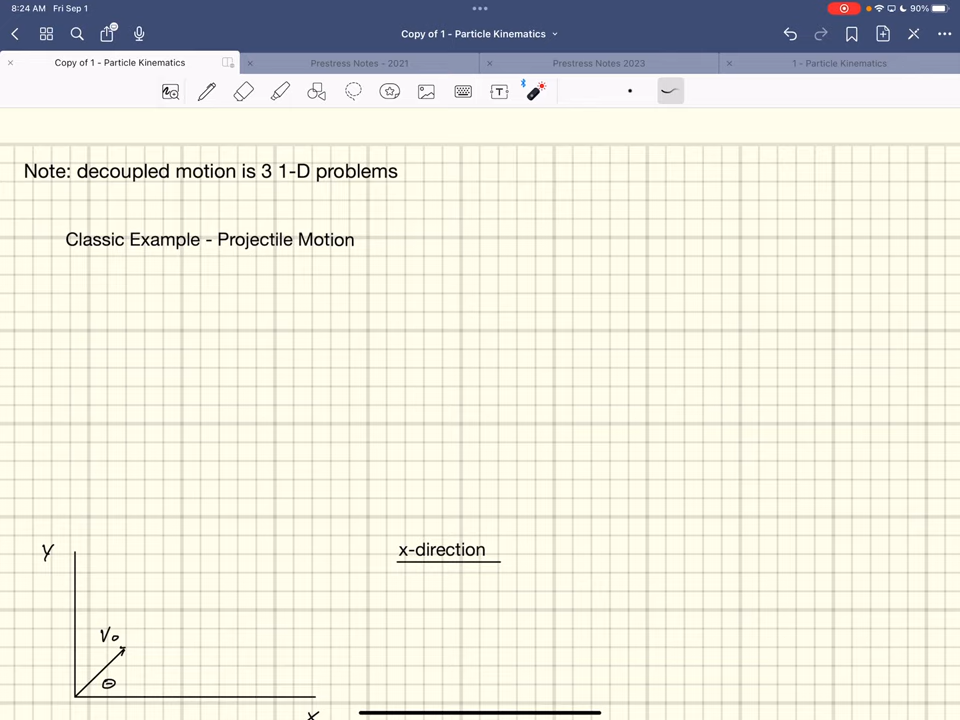 8:24 AM Fri Sep 1
90%
Copy of 1 - Particle Kinematics
Copy of 1 - Particle Kinematics
Prestress Notes - 2021
Prestress Notes 2023
1 - Particle Kinematics
Note: decoupled motion is 3 1-D problems
Classic Example - Projectile Motion
Y
x-direction
V₀
θ
X